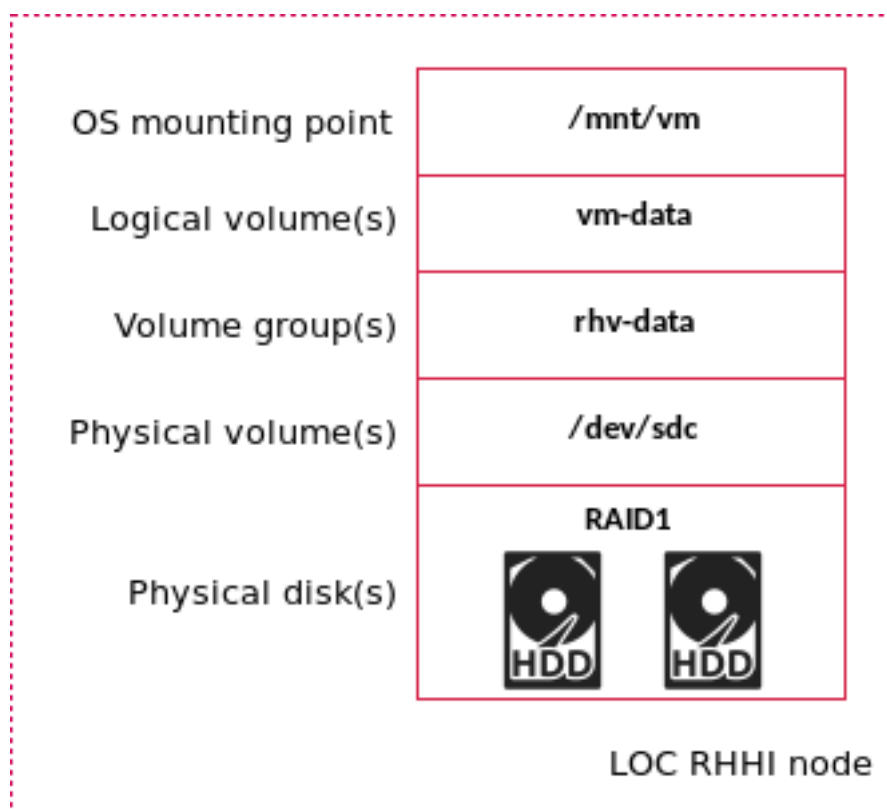 OS mounting point /mnt/vm
Logical volume(s) vm-data
Volume group(s) rhv-data
Physical volume(s) /dev/sdc
RAID1
Physical disk(s)
HDD HDD
LOC RHHI node